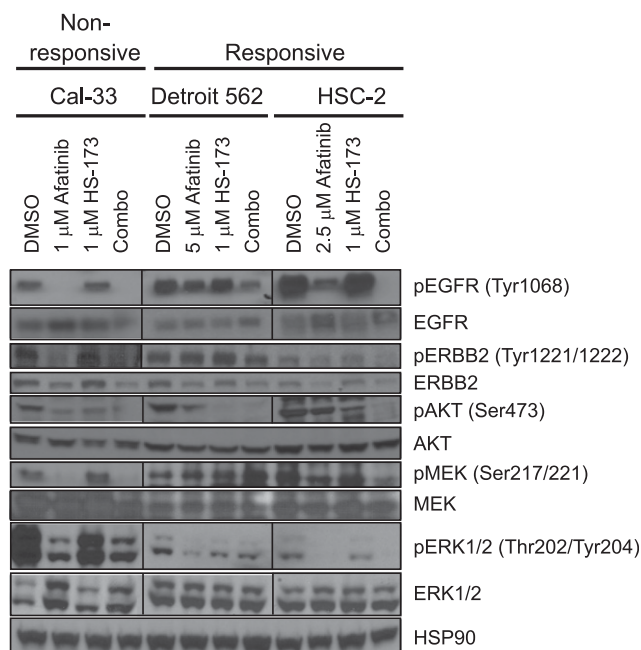 Non-
responsive
Responsive
Cal-33
Detroit 562
HSC-2
DMSO
1 μM Afatinib
1 μM HS-173
Combo
DMSO
5 μM Afatinib
1 μM HS-173
Combo
DMSO
2.5 μM Afatinib
1 μM HS-173
Combo
pEGFR (Tyr1068)
EGFR
pERBB2 (Tyr1221/1222)
ERBB2
pAKT (Ser473)
AKT
pMEK (Ser217/221)
MEK
pERK1/2 (Thr202/Tyr204)
ERK1/2
HSP90